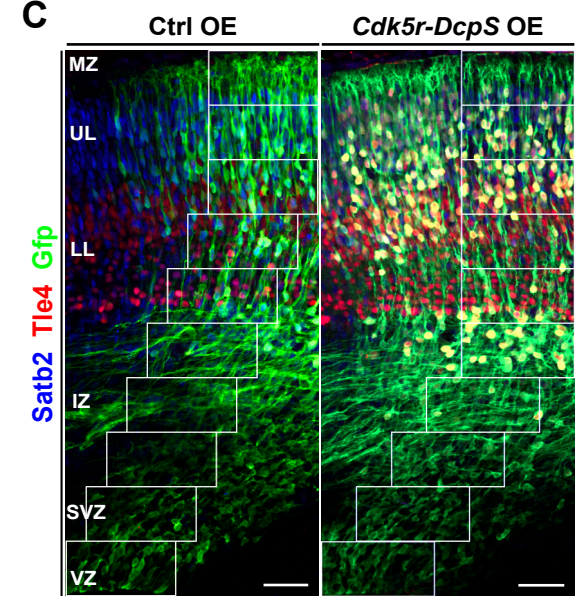 C
Ctrl OE
Cdk5r-DcpS OE
Satb2 Tle4 Gfp
MZ
UL
LL
IZ
SVZ
VZ